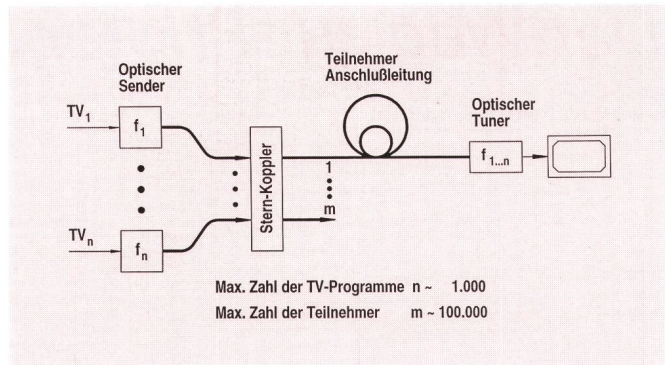 Optischer
Sender
Teilnehmer
Anschlußleitung
Optischer
Tuner
TV1
f1
Stern-Koppler
1
m
f1...n
TVn
fn
Max. Zahl der TV-Programme n ~ 1.000
Max. Zahl der Teilnehmer m ~ 100.000